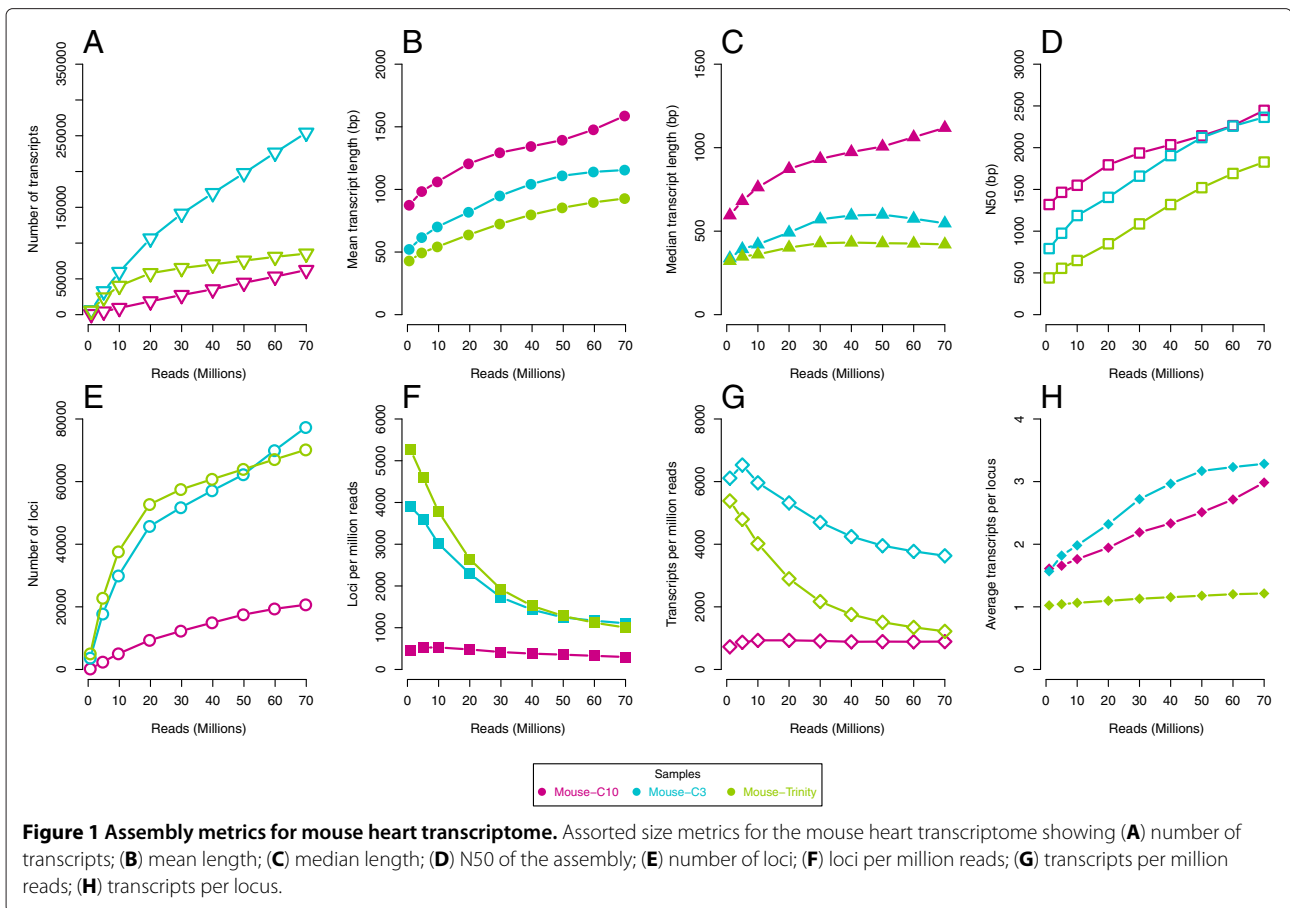 A
B
C
D
Number of transcripts
0
50000
150000
250000
350000
0 10 20 30 40 50 60 70
Reads (Millions)
Mean transcript length (bp)
0
500
1000
1500
2000
0 10 20 30 40 50 60 70
Reads (Millions)
Median transcript length (bp)
0
500
1000
1500
0 10 20 30 40 50 60 70
Reads (Millions)
N50 (bp)
0
500
1000
1500
2000
2500
3000
0 10 20 30 40 50 60 70
Reads (Millions)
E
F
G
H
Number of loci
0
20000
40000
60000
80000
0 10 20 30 40 50 60 70
Reads (Millions)
Loci per million reads
0
1000
2000
3000
4000
5000
6000
0 10 20 30 40 50 60 70
Reads (Millions)
Transcripts per million reads
0
2000
4000
6000
8000
0 10 20 30 40 50 60 70
Reads (Millions)
Average transcripts per locus
0
1
2
3
4
0 10 20 30 40 50 60 70
Reads (Millions)
Samples
Mouse−C10 Mouse−C3 Mouse−Trinity
Figure 1 Assembly metrics for mouse heart transcriptome. Assorted size metrics for the mouse heart transcriptome showing (A) number of
transcripts; (B) mean length; (C) median length; (D) N50 of the assembly; (E) number of loci; (F) loci per million reads; (G) transcripts per million
reads; (H) transcripts per locus.